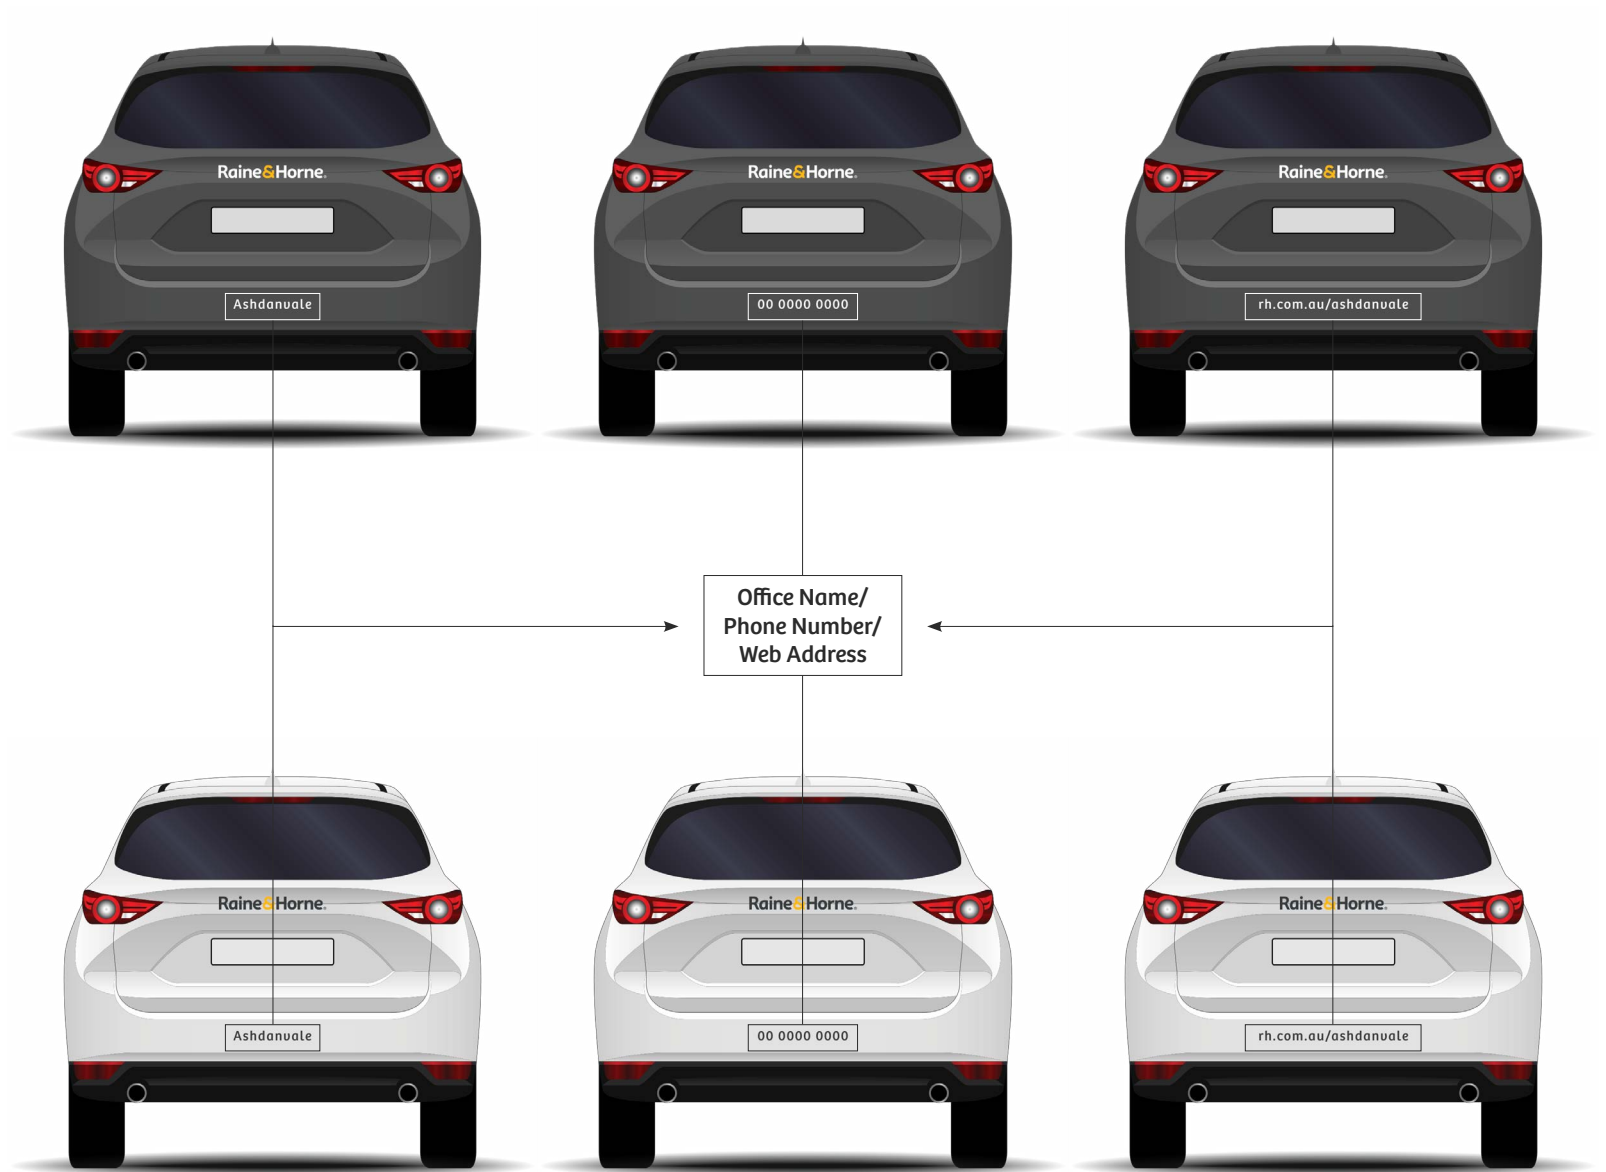 Raine&Horne.
Raine&Horne.
Raine&Horne.
Ashdanvale
00 0000 0000
rh.com.au/ashdanvale
Office Name/
Phone Number/
Web Address
Raine&Horne.
Raine&Horne.
Raine&Horne.
Ashdanvale
00 0000 0000
rh.com.au/ashdanvale